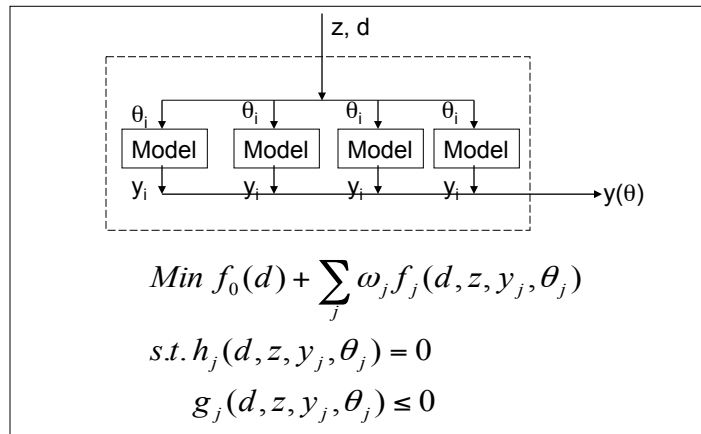 z, d
θi θi θi θi
Model Model Model Model
yi yi yi yi y(θ)
Min f₀(d) + ∑ⱼ ωⱼ fⱼ(d, z, yⱼ, θⱼ)
s.t. hⱼ(d, z, yⱼ, θⱼ) = 0
gⱼ(d, z, yⱼ, θⱼ) ≤ 0